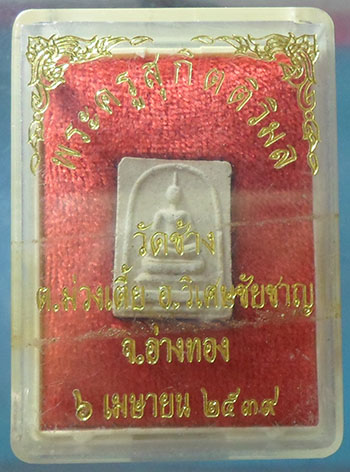 พระครูสุกิตติวิมล
วัดช้าง
ต.ม่วงเตี้ย อ.วิเศษชัยชาญ
จ.อ่างทอง
๖ เมษายน ๒๕๓๙